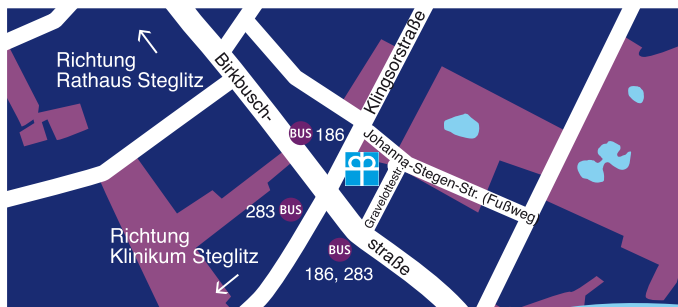 Richtung
Rathaus Steglitz
Birkbusch-
Klingsorstraße
BUS 186
Johanna-Stegen-Str. (Fußweg)
Gravelottestr.
283 BUS
straße
Richtung
Klinikum Steglitz
BUS
186, 283